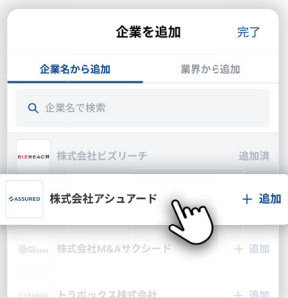 企業を追加
完了
企業名から追加
業界から追加
企業名で検索
BIZREACH
株式会社ビズリーチ
追加済
ASSURED
株式会社アシュアード
+ 追加
株式会社M&Aサクシード
+ 追加
トラボックス株式会社
+ 追加